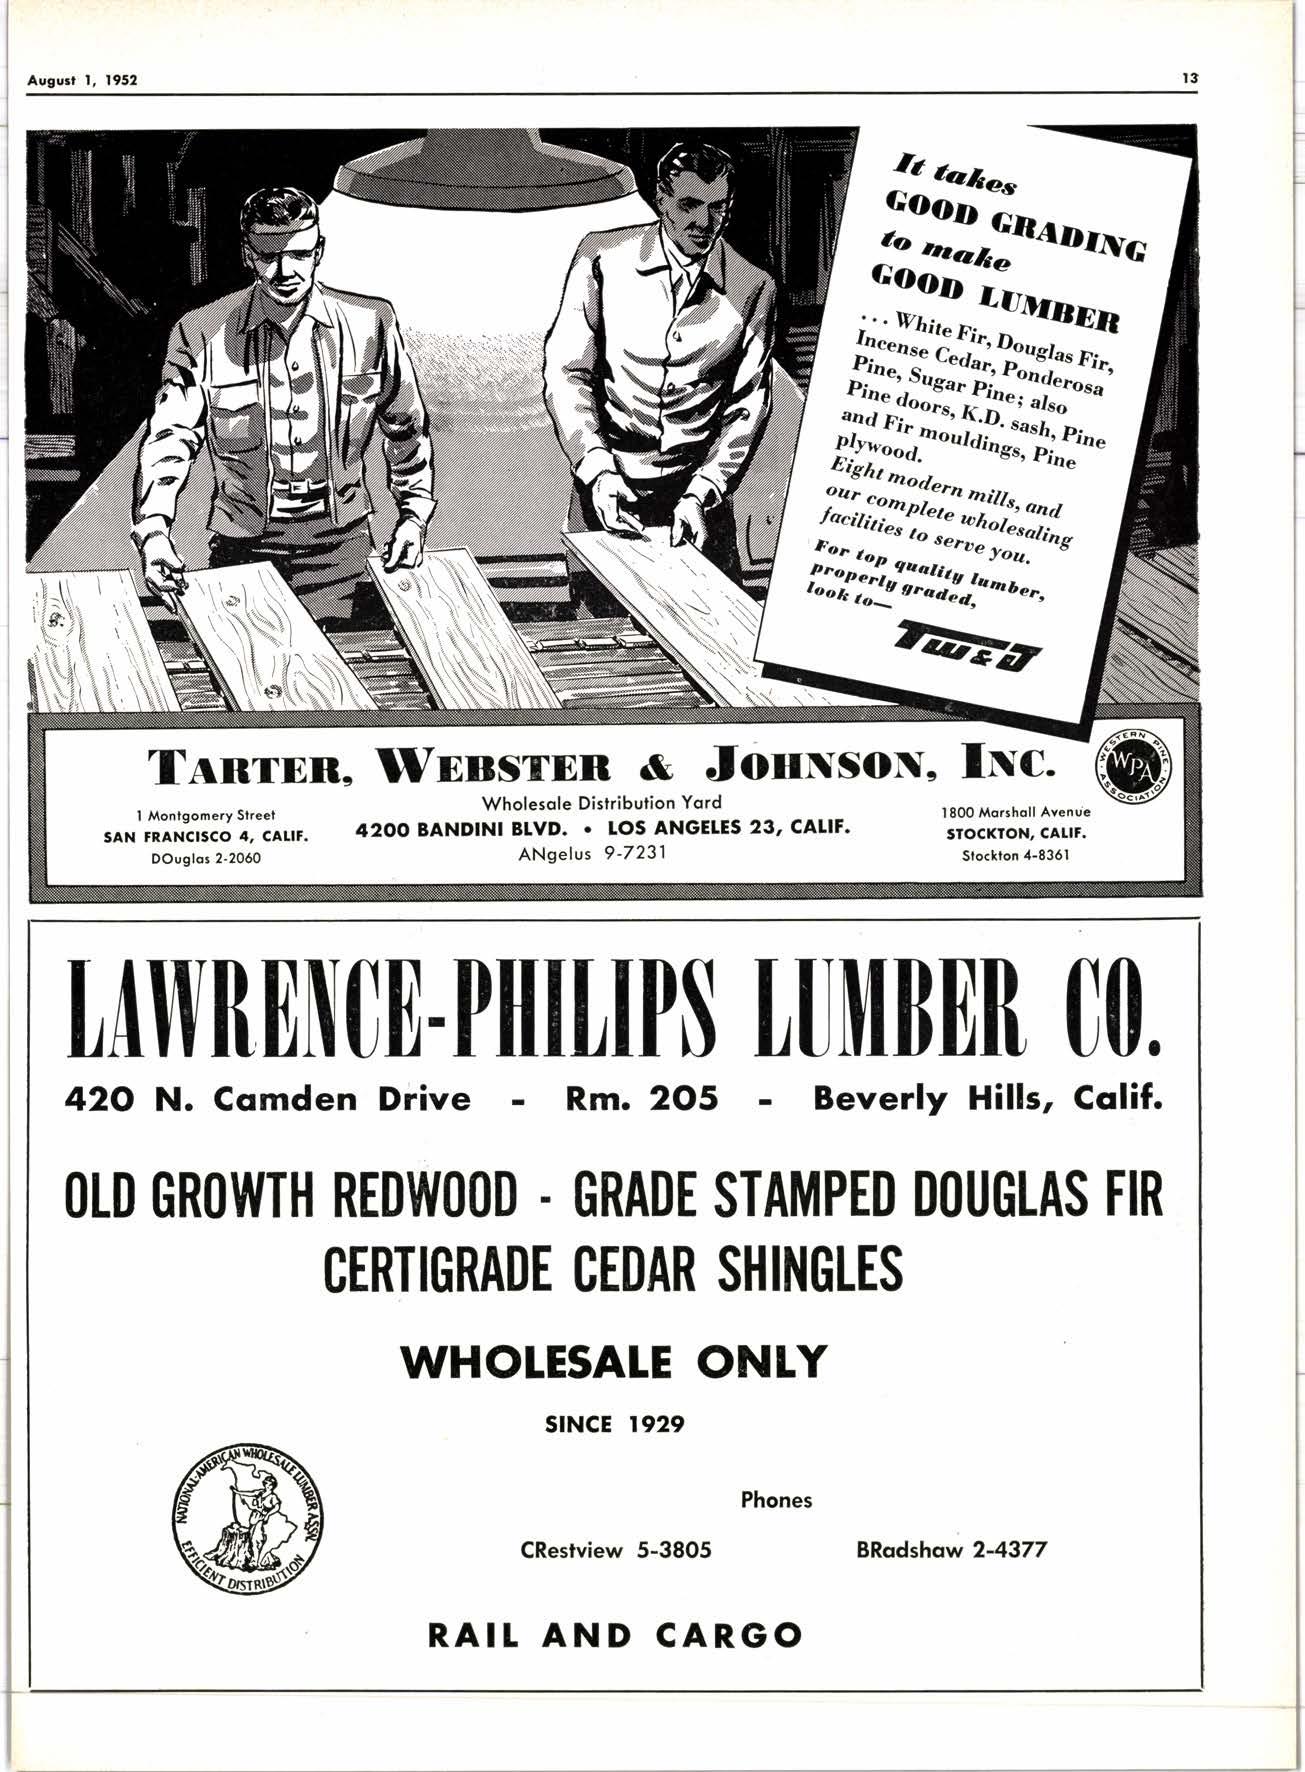 August 1, 1952
13
It takes
GOOD GRADING
to make
GOOD LUMBER
... White Fir, Douglas Fir,
Incense Cedar, Ponderosa
Pine, Sugar Pine; also
Pine doors, K.D. sash, Pine
and Fir mouldings, Pine
plywood.
Eight modern mills, and
our complete wholesaling
facilities to serve you.
For top quality lumber,
properly graded,
look to—
TW&J
TARTER, WEBSTER & JOHNSON, INC.
WESTERN PINE ASSOCIATION
WPA
1 Montgomery Street
SAN FRANCISCO 4, CALIF.
DOuglas 2-2060
Wholesale Distribution Yard
4200 BANDINI BLVD. • LOS ANGELES 23, CALIF.
ANgelus 9-7231
1800 Marshall Avenue
STOCKTON, CALIF.
Stockton 4-8361
LAWRENCE-PHILIPS LUMBER CO.
420 N. Camden Drive - Rm. 205 - Beverly Hills, Calif.
OLD GROWTH REDWOOD - GRADE STAMPED DOUGLAS FIR
CERTIGRADE CEDAR SHINGLES
WHOLESALE ONLY
SINCE 1929
NATIONAL-AMERICAN WHOLESALE LUMBER ASSN.
EFFICIENT DISTRIBUTION
Phones
CRestview 5-3805 BRadshaw 2-4377
RAIL AND CARGO